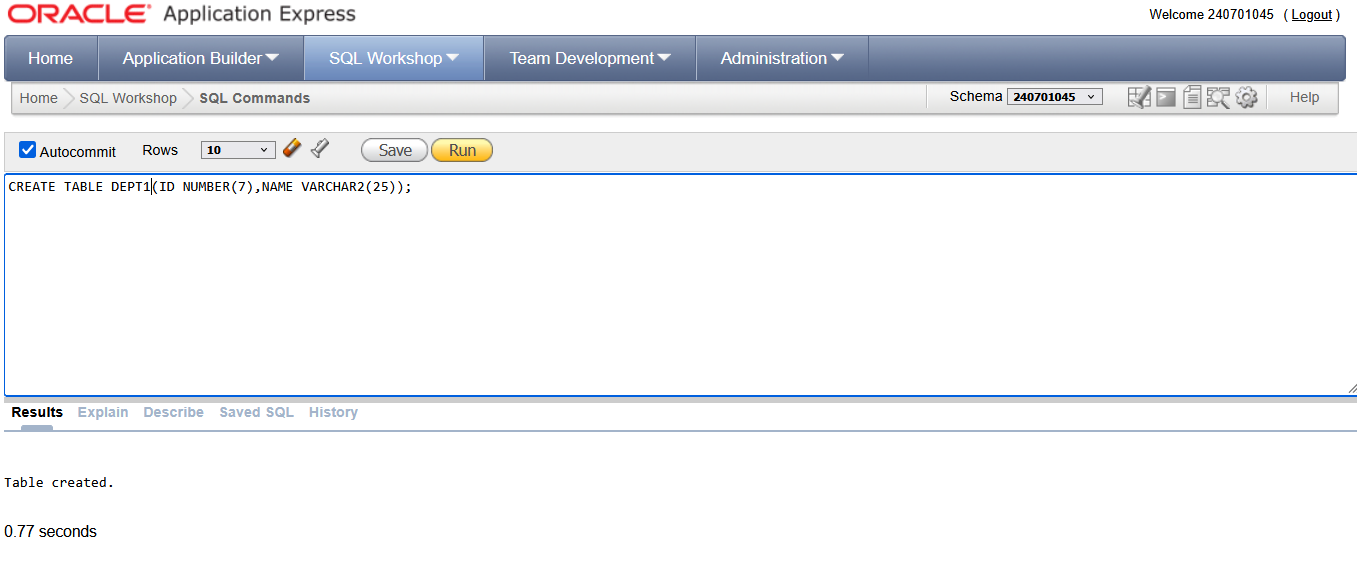 ORACLE Application Express
Welcome 240701045 ( Logout )
Home Application Builder SQL Workshop Team Development Administration
Home SQL Workshop SQL Commands Schema 240701045 Help
Autocommit Rows 10 Save Run
CREATE TABLE DEPT1(ID NUMBER(7),NAME VARCHAR2(25));
Results Explain Describe Saved SQL History
Table created.
0.77 seconds